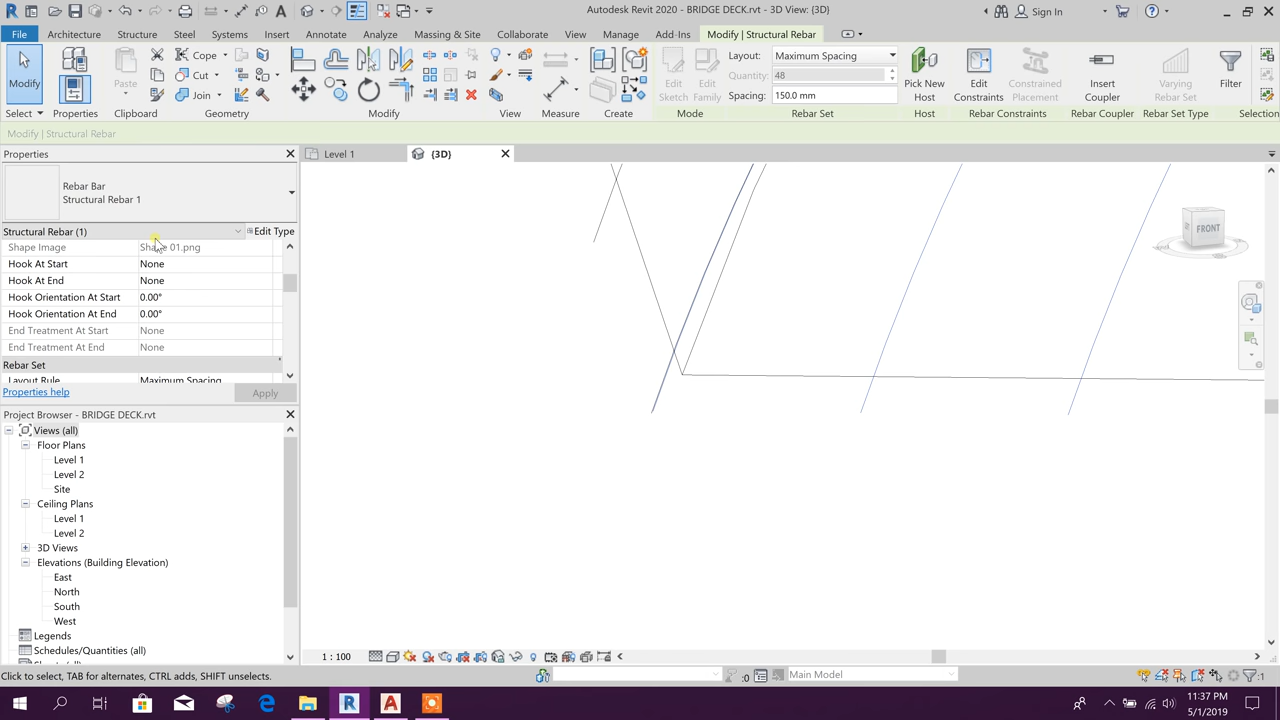 Autodesk Revit 2020 - BRIDGE DECK.rvt - 3D View: {3D}
Sign In
File Architecture Structure Steel Systems Insert Annotate Analyze Massing & Site Collaborate View Manage Add-Ins Modify | Structural Rebar
Modify
Paste
Cope
Cut
Join
Layout: Maximum Spacing
Quantity: 48
Spacing: 150.0 mm
Edit Sketch
Edit Family
Pick New Host
Edit Constraints
Constrained Placement
Insert Coupler
Varying Rebar Set
Filter
Select Properties Clipboard Geometry Modify View Measure Create Mode Rebar Set Host Rebar Constraints Rebar Coupler Rebar Set Type Selection
Modify | Structural Rebar
Properties
Level 1
{3D}
Rebar Bar
Structural Rebar 1
Structural Rebar (1)
Edit Type
Shape Image
Hook At Start None
Hook At End None
Hook Orientation At Start 0.00°
Hook Orientation At End 0.00°
End Treatment At Start None
End Treatment At End None
Rebar Set
Layout Rule Maximum Spacing
Properties help
Apply
FRONT
Project Browser - BRIDGE DECK.rvt
Views (all)
Floor Plans
Level 1
Level 2
Site
Ceiling Plans
Level 1
Level 2
3D Views
Elevations (Building Elevation)
East
North
South
West
Legends
Schedules/Quantities (all)
1 : 100
Click to select, TAB for alternates, CTRL adds, SHIFT unselects.
:0
Main Model
:1
11:37 PM
5/1/2019